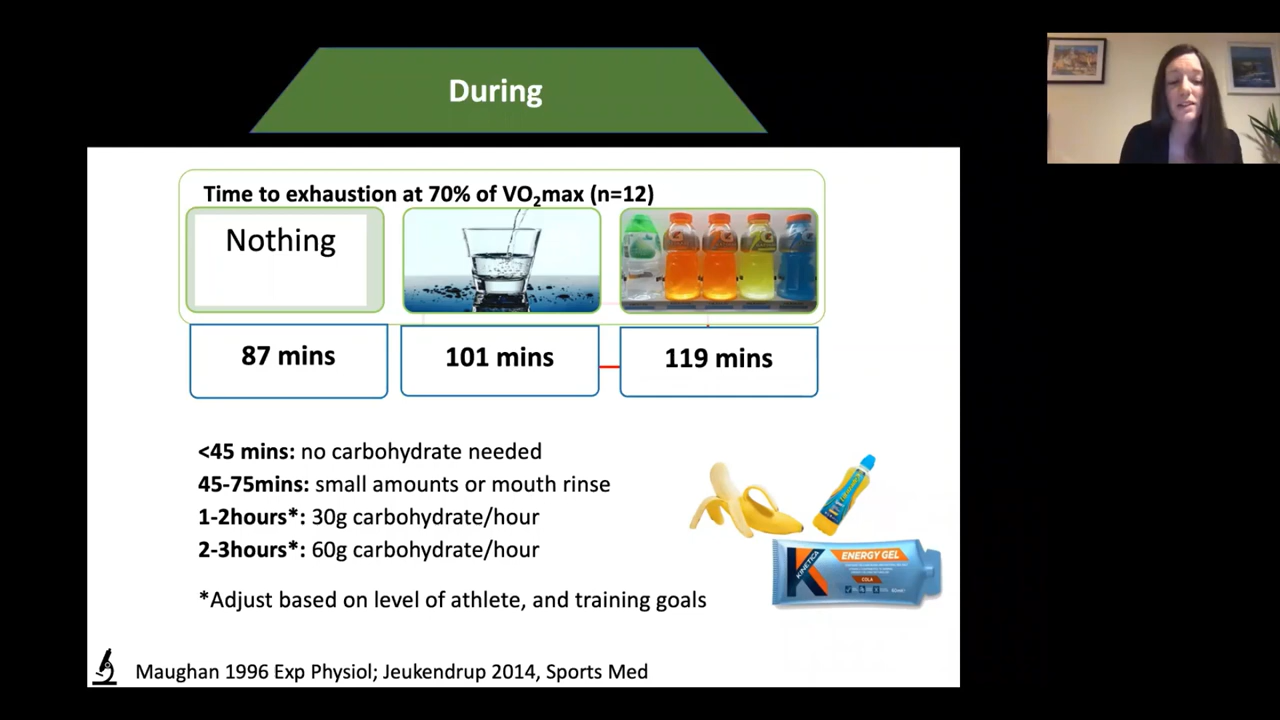 During
Time to exhaustion at 70% of VO₂max (n=12)
Nothing
G G G G
87 mins
101 mins
119 mins
<45 mins: no carbohydrate needed
45-75mins: small amounts or mouth rinse
1-2hours*: 30g carbohydrate/hour
2-3hours*: 60g carbohydrate/hour
*Adjust based on level of athlete, and training goals
KINETICA
ENERGY GEL
COLA
Maughan 1996 Exp Physiol; Jeukendrup 2014, Sports Med